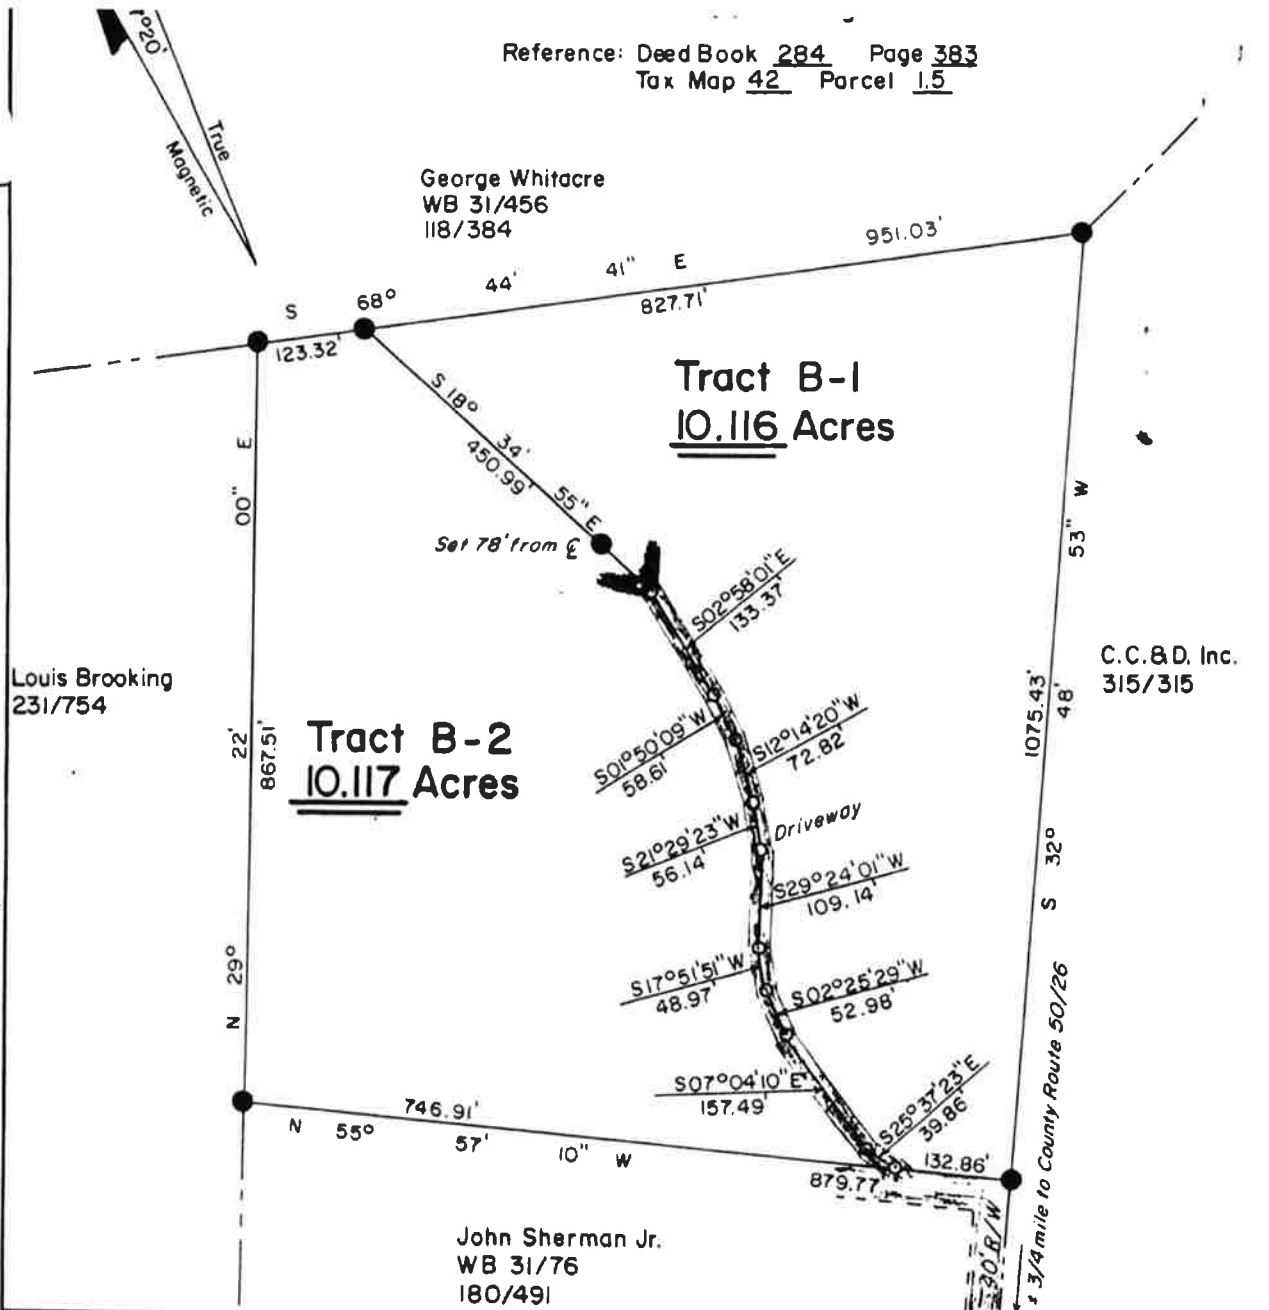 Reference: Deed Book 284 Page 383
Tax Map 42 Parcel 1.5
True
Magnetic
George Whitacre
WB 31/456
118/384
951.03'
S 68° 44' 41" E
827.71'
123.32'
Tract B-1
10.116 Acres
S 18° 34' 55" E
450.99'
Set 78' from ℄
S02°58'01"E
133.37'
S 32° 48' 53" W
1075.43'
C.C.&D. Inc.
315/315
Louis Brooking
231/754
N 29° 22' 00" E
867.51'
Tract B-2
10.117 Acres
S01°50'09"W
58.61'
S12°14'20"W
72.82'
Driveway
S21°29'23"W
56.14'
S29°24'01"W
109.14'
S17°51'51"W
48.97'
S02°25'29"W
52.98'
S07°04'10"E
157.49'
S25°37'23"E
39.86'
746.91'
N 55° 57' 10" W
132.86'
879.77'
90' R/W
3/4 mile to County Route 50/26
John Sherman Jr.
WB 31/76
180/491